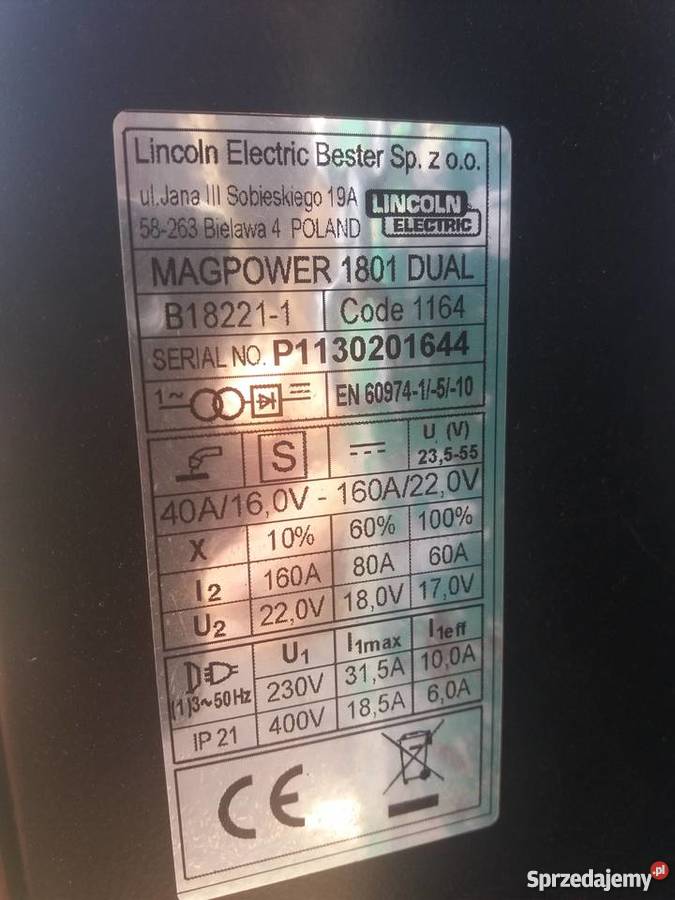 Lincoln Electric Bester Sp. z o.o.
ul.Jana III Sobieskiego 19A
58-263 Bielawa 4 POLAND
LINCOLN
ELECTRIC
MAGPOWER 1801 DUAL
B18221-1 Code 1164
SERIAL NO. P1130201644
1~ EN 60974-1/-5/-10
S U (V)
23,5-55
40A/16,0V - 160A/22,0V
X 10% 60% 100%
I2 160A 80A 60A
U2 22,0V 18,0V 17,0V
U1 I1max I1eff
(1)3~50Hz 230V 31,5A 10,0A
IP 21 400V 18,5A 6,0A
CE
Sprzedajemy.pl